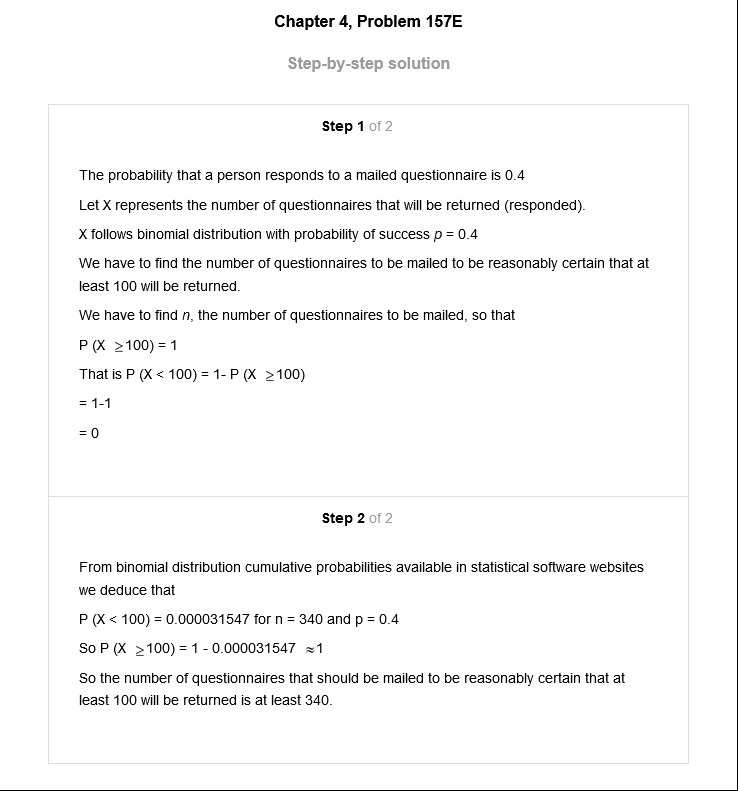 Chapter 4, Problem 157E
Step-by-step solution
Step 1 of 2
The probability that a person responds to a mailed questionnaire is 0.4
Let X represents the number of questionnaires that will be returned (responded).
X follows binomial distribution with probability of success p = 0.4
We have to find the number of questionnaires to be mailed to be reasonably certain that at
least 100 will be returned.
We have to find n, the number of questionnaires to be mailed, so that
P (X ≥100) = 1
That is P (X < 100) = 1- P (X ≥100)
= 1-1
= 0
Step 2 of 2
From binomial distribution cumulative probabilities available in statistical software websites
we deduce that
P (X < 100) = 0.000031547 for n = 340 and p = 0.4
So P (X ≥100) = 1 - 0.000031547 ≈1
So the number of questionnaires that should be mailed to be reasonably certain that at
least 100 will be returned is at least 340.